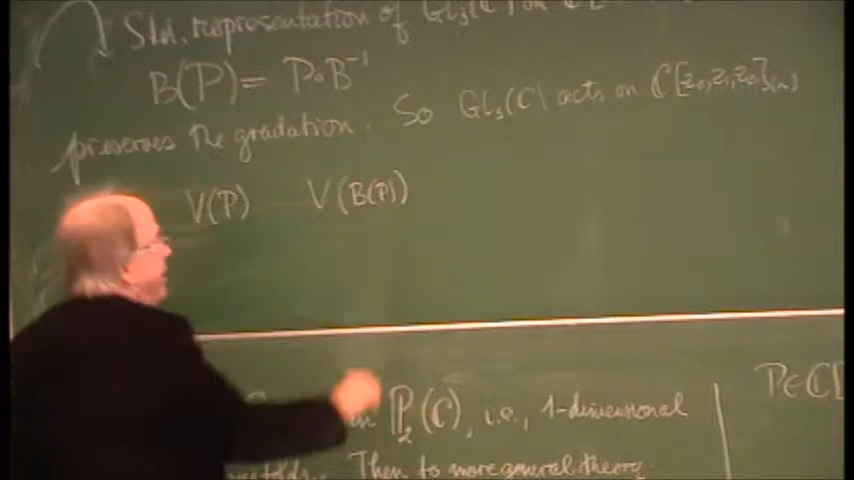 Std. representation of GL₃(C) on C[
B(P) = P∘B⁻¹
preserves the gradation. So GL₃(C) acts on C[z₀,z₁,z₂]₍ₙ₎
V(P) V(B(P))
in P₂(C), i.e., 1-dimensional P∈C[
Then to more general theory.